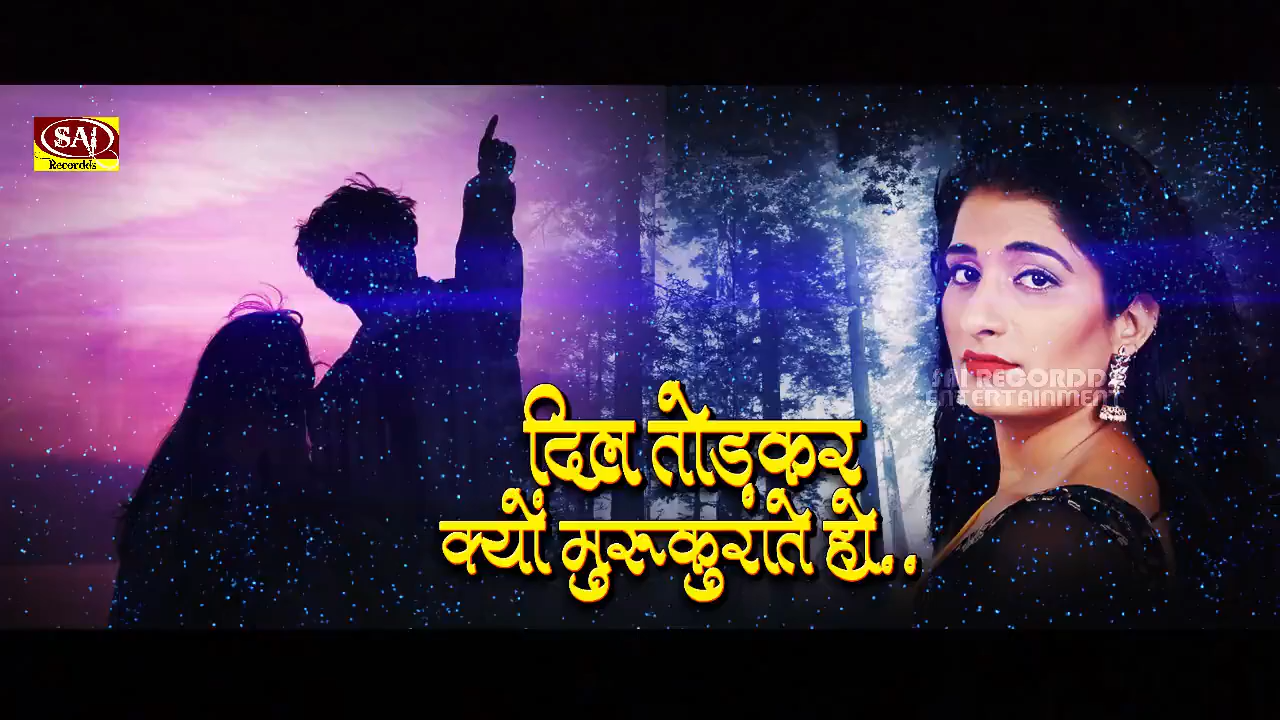 SAI
Recordds
दिल तोड़कर
क्यों मुस्कुराते हो..
SAI RECORDDS
ENTERTAINMENT